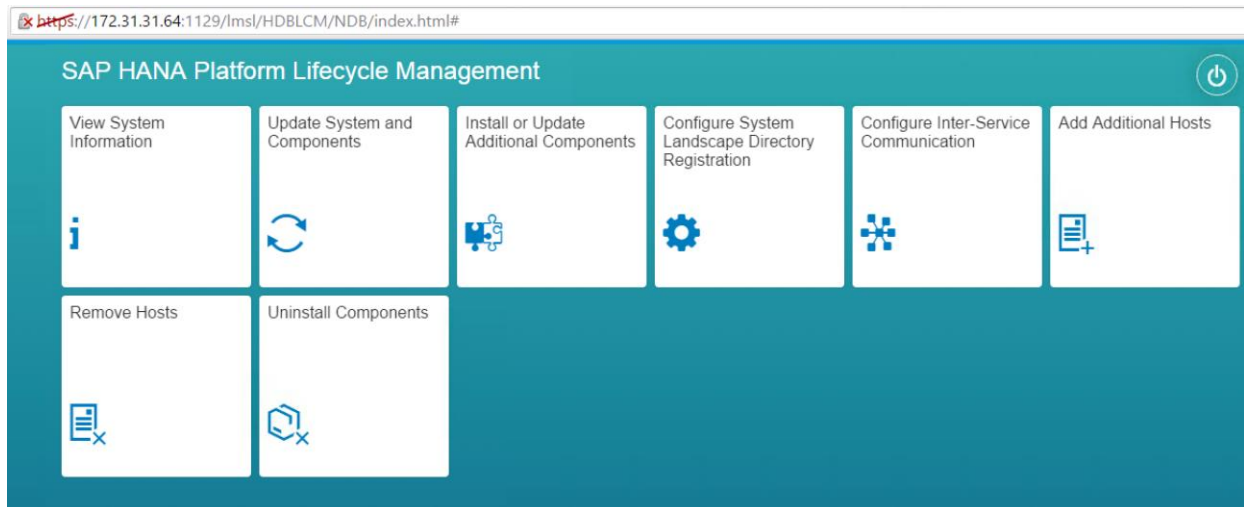 https://172.31.31.64:1129/lmsl/HDBLCM/NDB/index.html#
SAP HANA Platform Lifecycle Management
View System
Information
Update System and
Components
Install or Update
Additional Components
Configure System
Landscape Directory
Registration
Configure Inter-Service
Communication
Add Additional Hosts
Remove Hosts
Uninstall Components